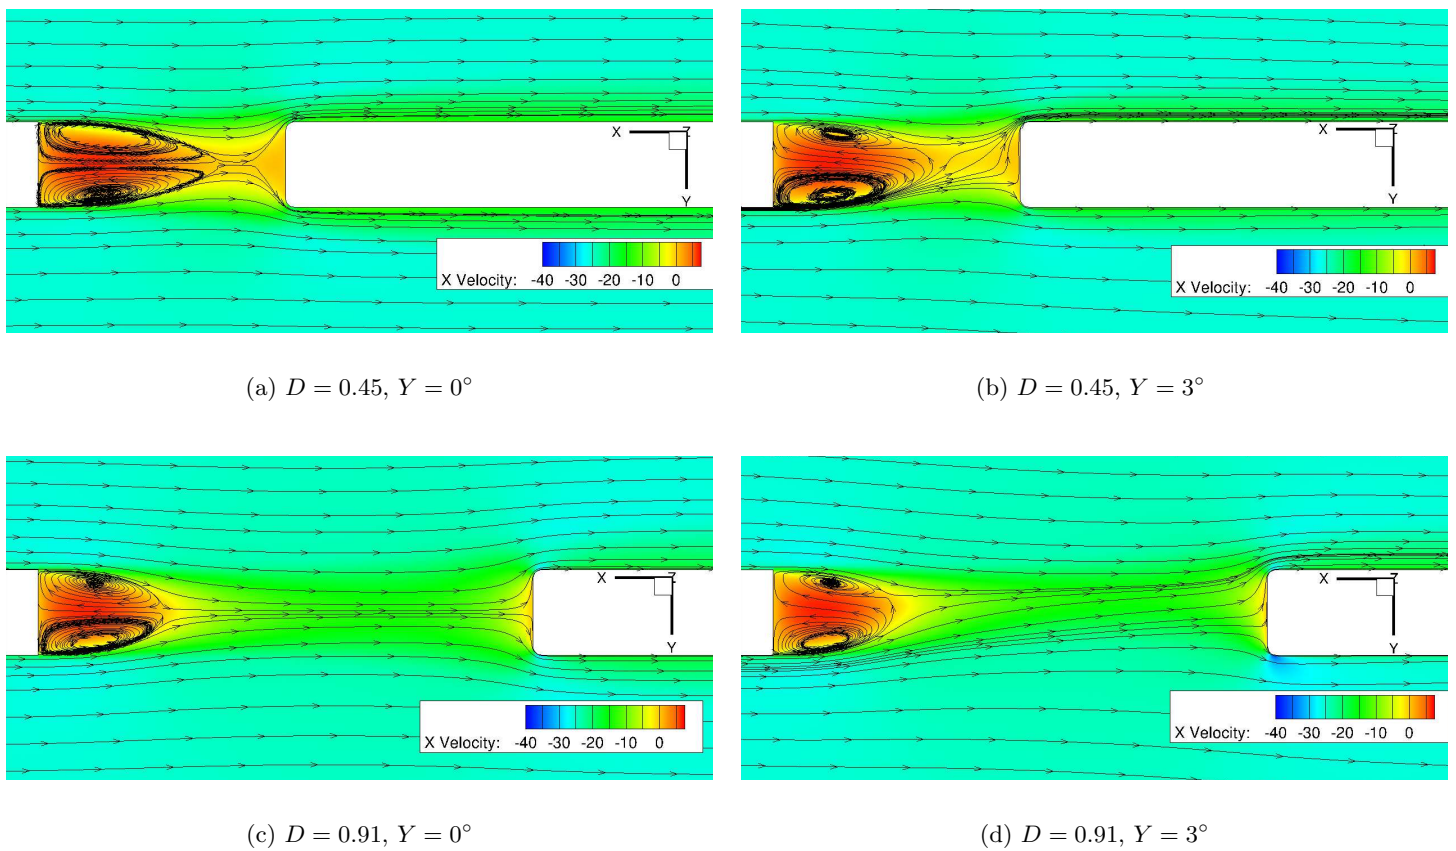 X Z
Y
-40 -30 -20 -10 0
X Velocity:
X Z
Y
-40 -30 -20 -10 0
X Velocity:
(a) D = 0.45, Y = 0°
(b) D = 0.45, Y = 3°
X Z
Y
-40 -30 -20 -10 0
X Velocity:
X Z
Y
-40 -30 -20 -10 0
X Velocity:
(c) D = 0.91, Y = 0°
(d) D = 0.91, Y = 3°